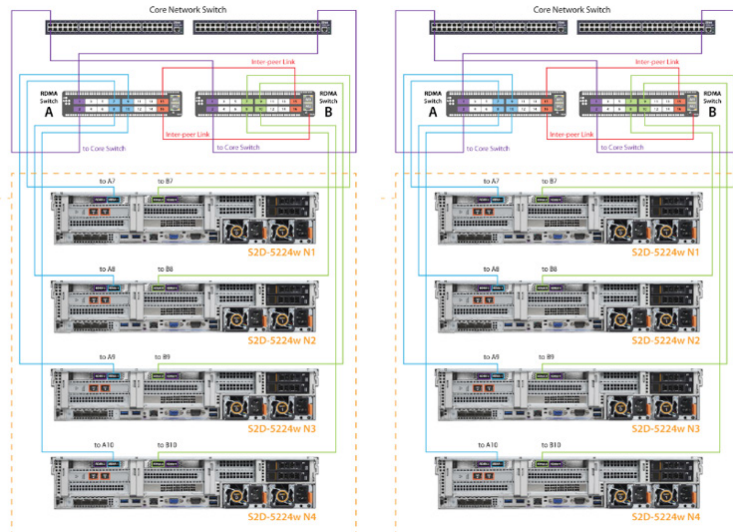 Core Network Switch
Inter-peer Link
RDMA
Switch
A
RDMA
Switch
B
Inter-peer Link
to Core Switch
to Core Switch
to A7
to B7
S2D-5224w N1
to A8
to B8
S2D-5224w N2
to A9
to B9
S2D-5224w N3
to A10
to B10
S2D-5224w N4
Core Network Switch
Inter-peer Link
RDMA
Switch
A
RDMA
Switch
B
Inter-peer Link
to Core Switch
to Core Switch
to A7
to B7
S2D-5224w N1
to A8
to B8
S2D-5224w N2
to A9
to B9
S2D-5224w N3
to A10
to B10
S2D-5224w N4